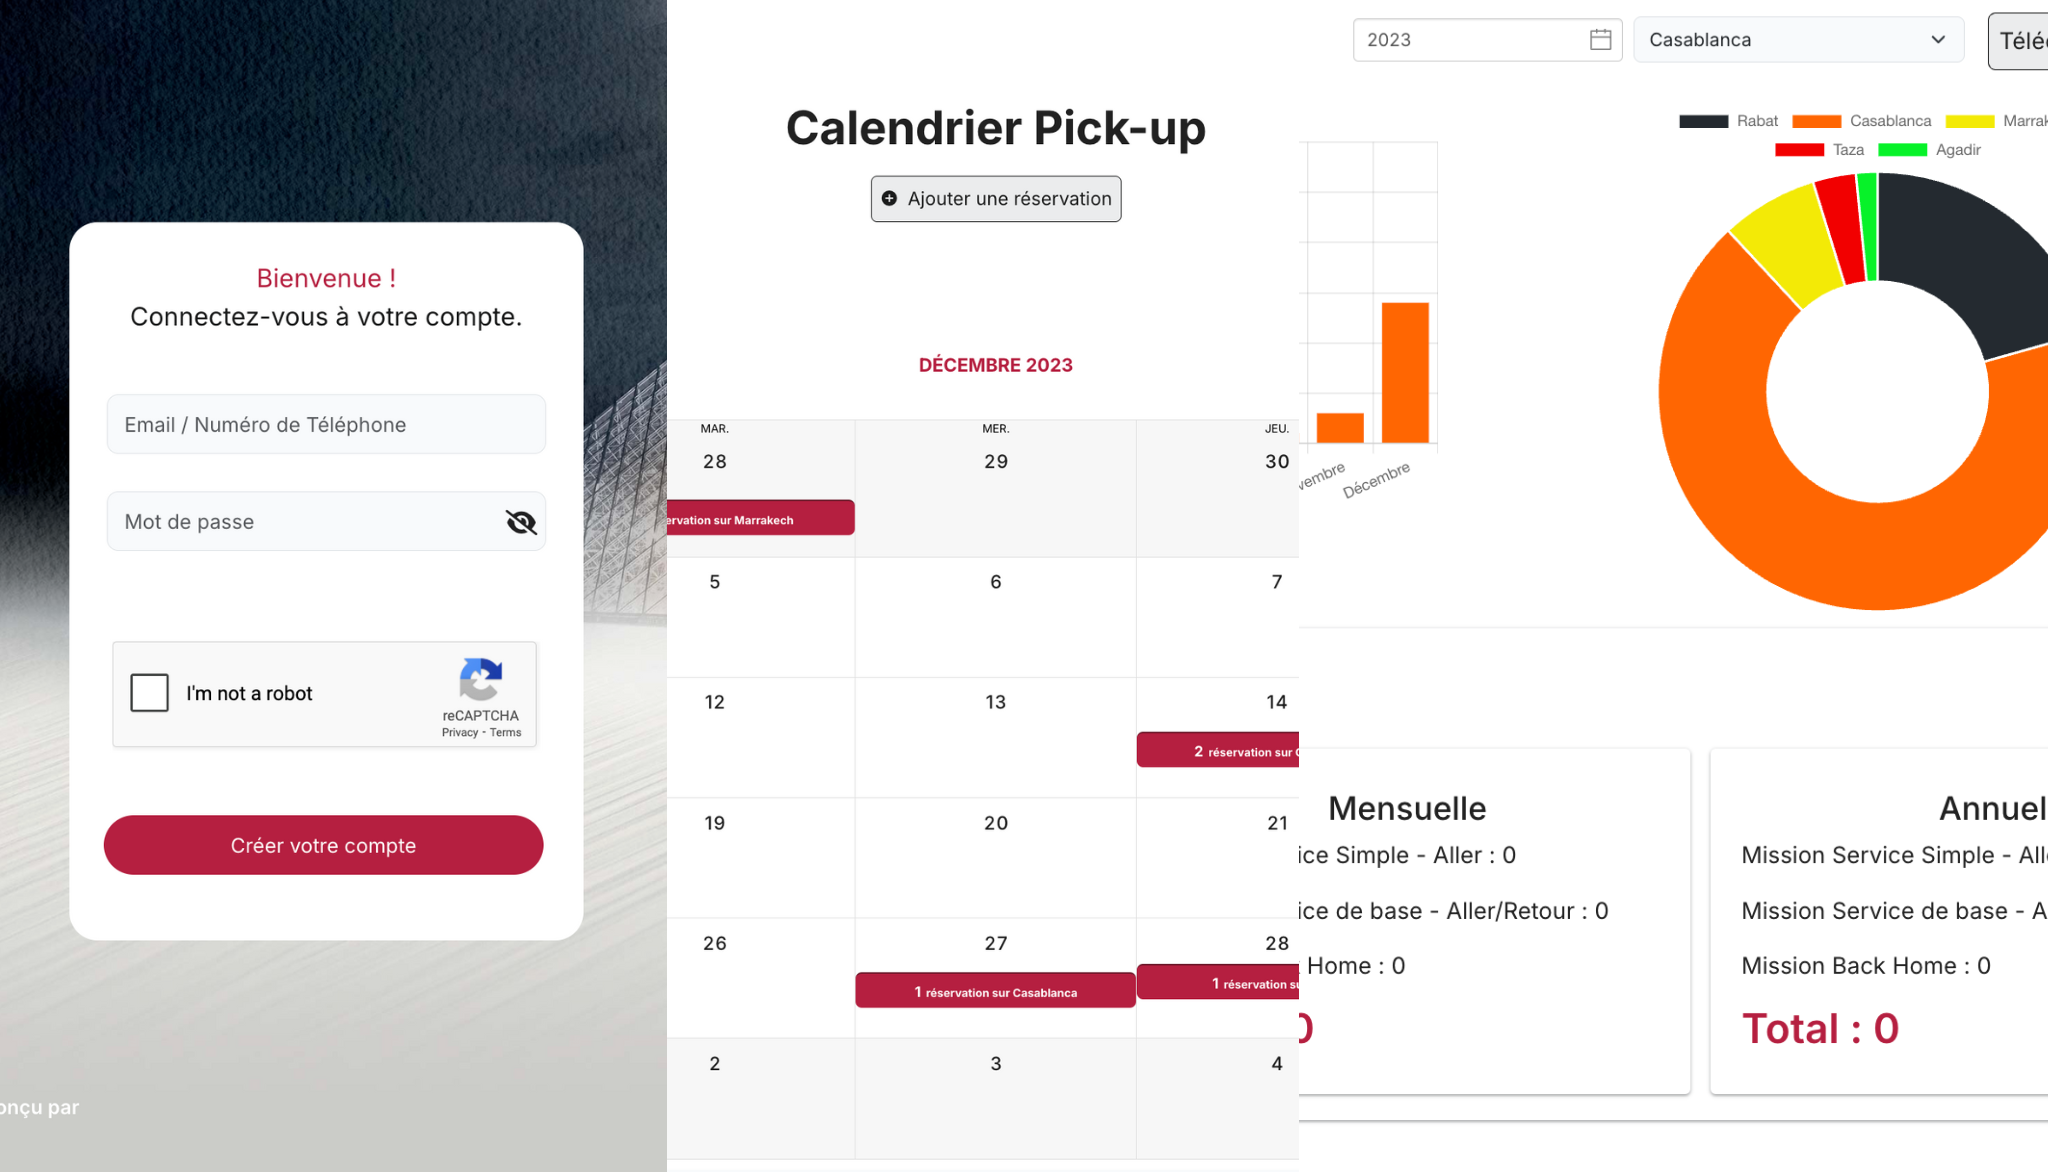 Bienvenue !
Connectez-vous à votre compte.
Email / Numéro de Téléphone
Mot de passe
I'm not a robot
reCAPTCHA
Privacy - Terms
Créer votre compte
onçu par
Calendrier Pick-up
Ajouter une réservation
DÉCEMBRE 2023
MAR. MER. JEU.
28 29 30
ervation sur Marrakech
5 6 7
12 13 14
2 réservation sur
19 20 21
26 27 28
1 réservation sur Casablanca
1 réservation su
2 3 4
2023
Casablanca
Télé
Rabat Casablanca Marrak
Taza Agadir
vembre Décembre
Mensuelle
ice Simple - Aller : 0
ice de base - Aller/Retour : 0
Home : 0
0
Annuel
Mission Service Simple - All
Mission Service de base - A
Mission Back Home : 0
Total : 0